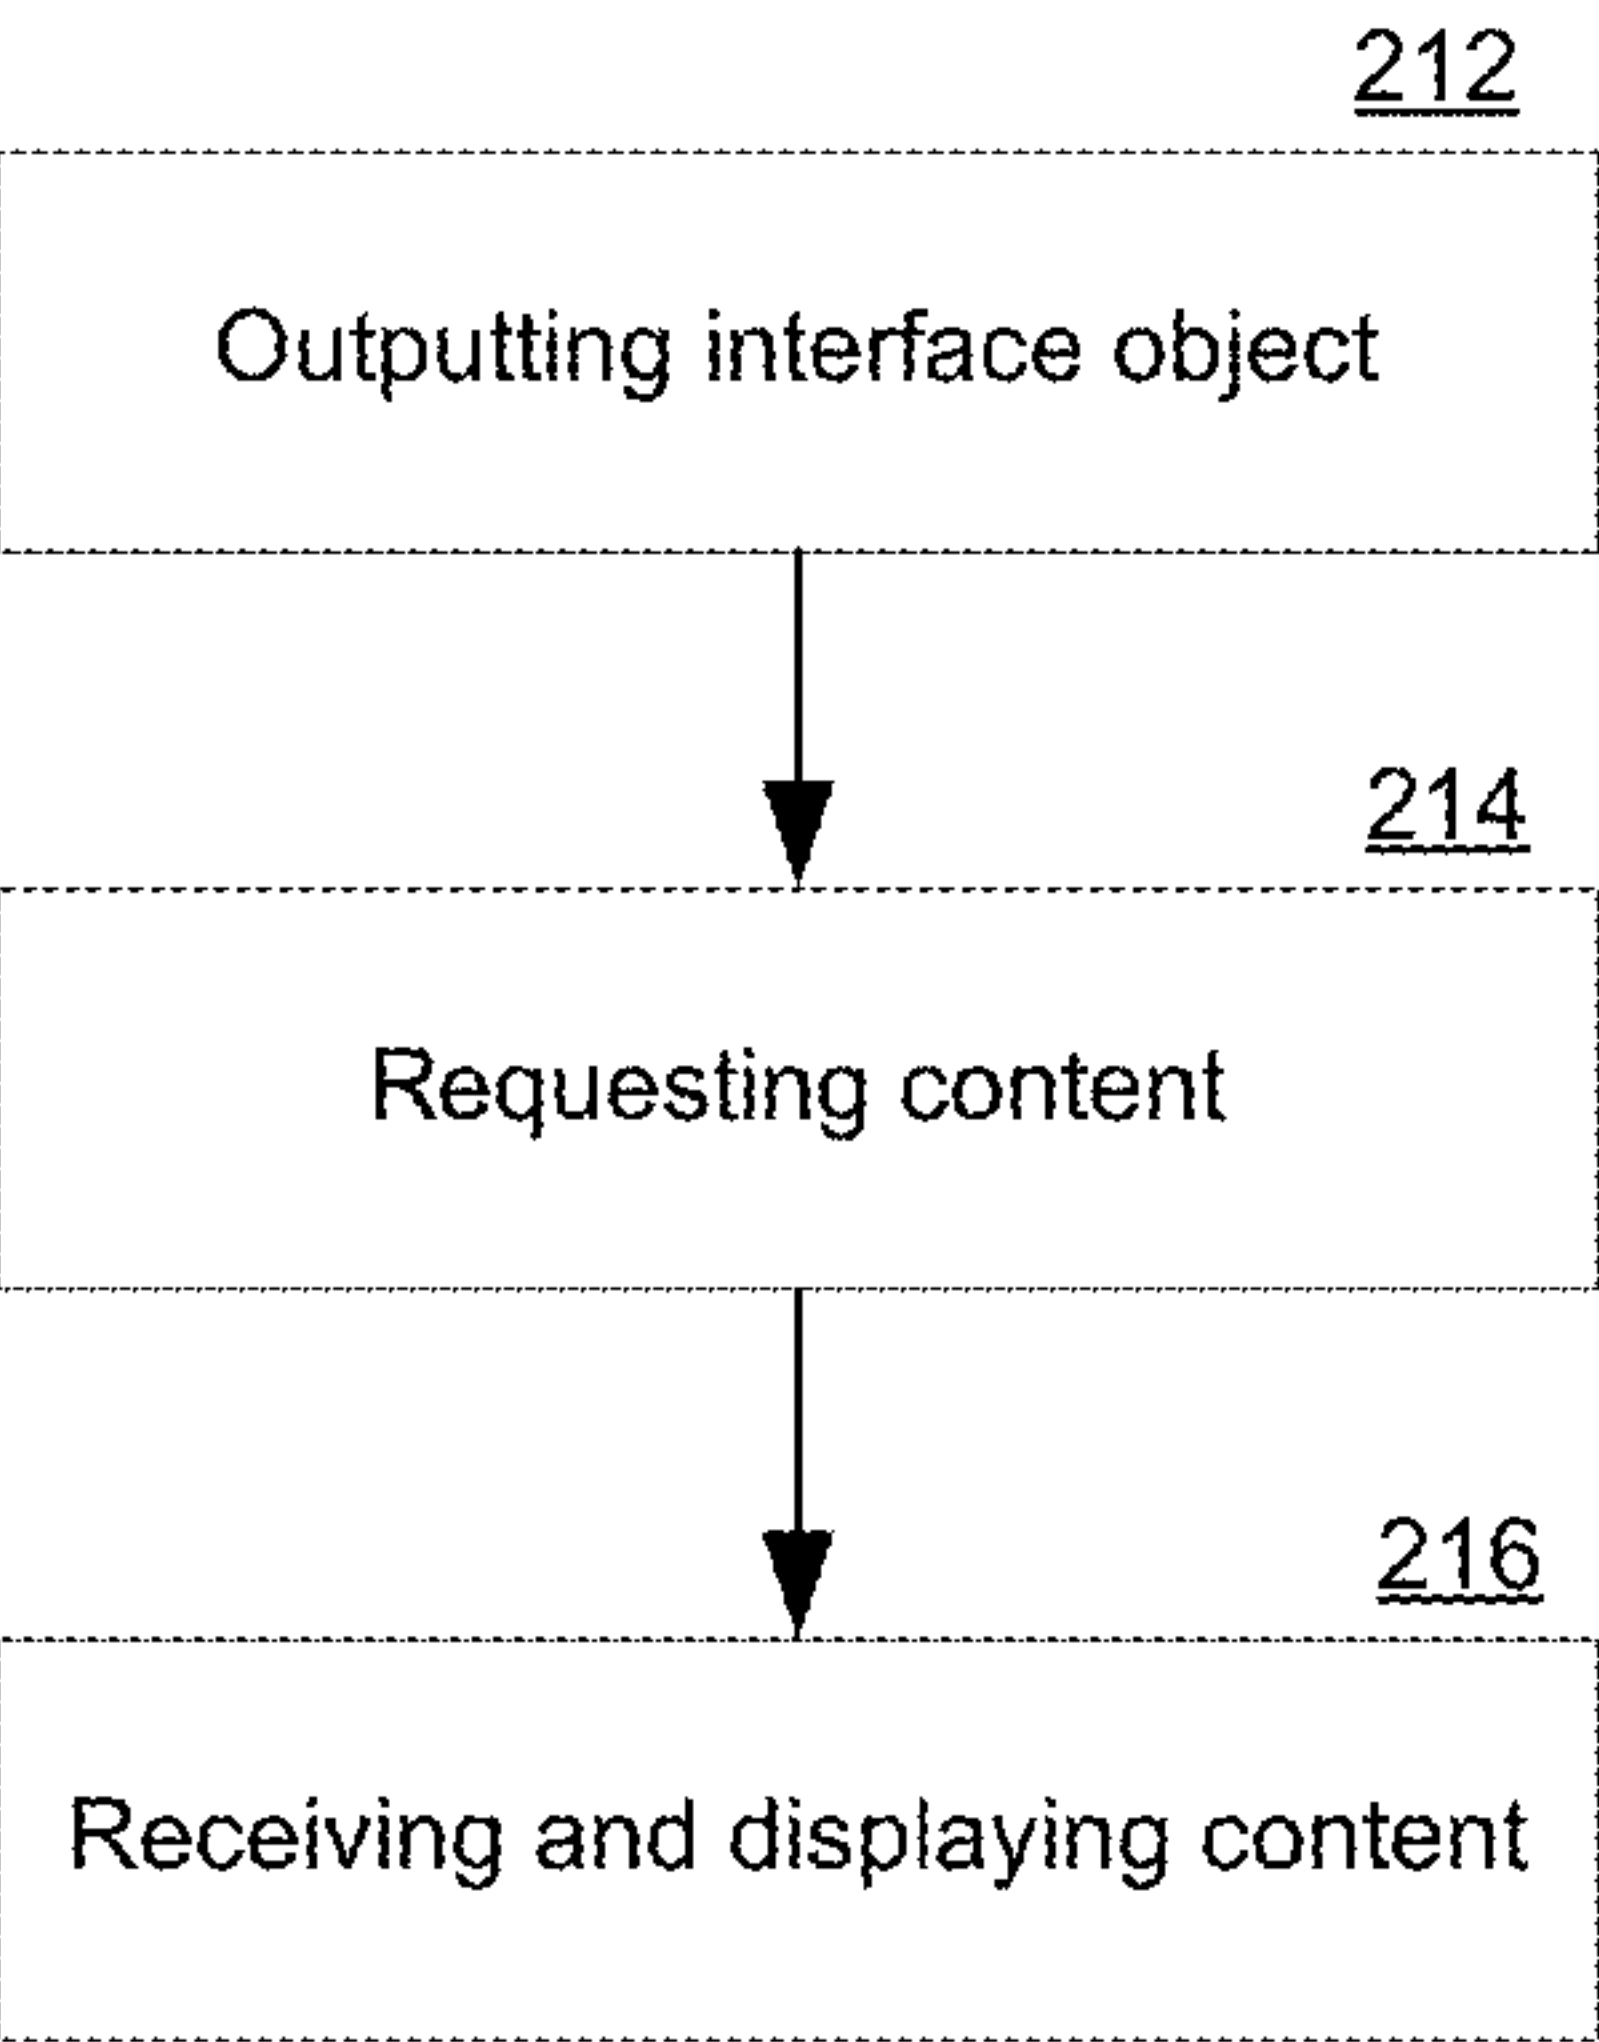 212
Outputting interface object
214
Requesting content
216
Receiving and displaying content